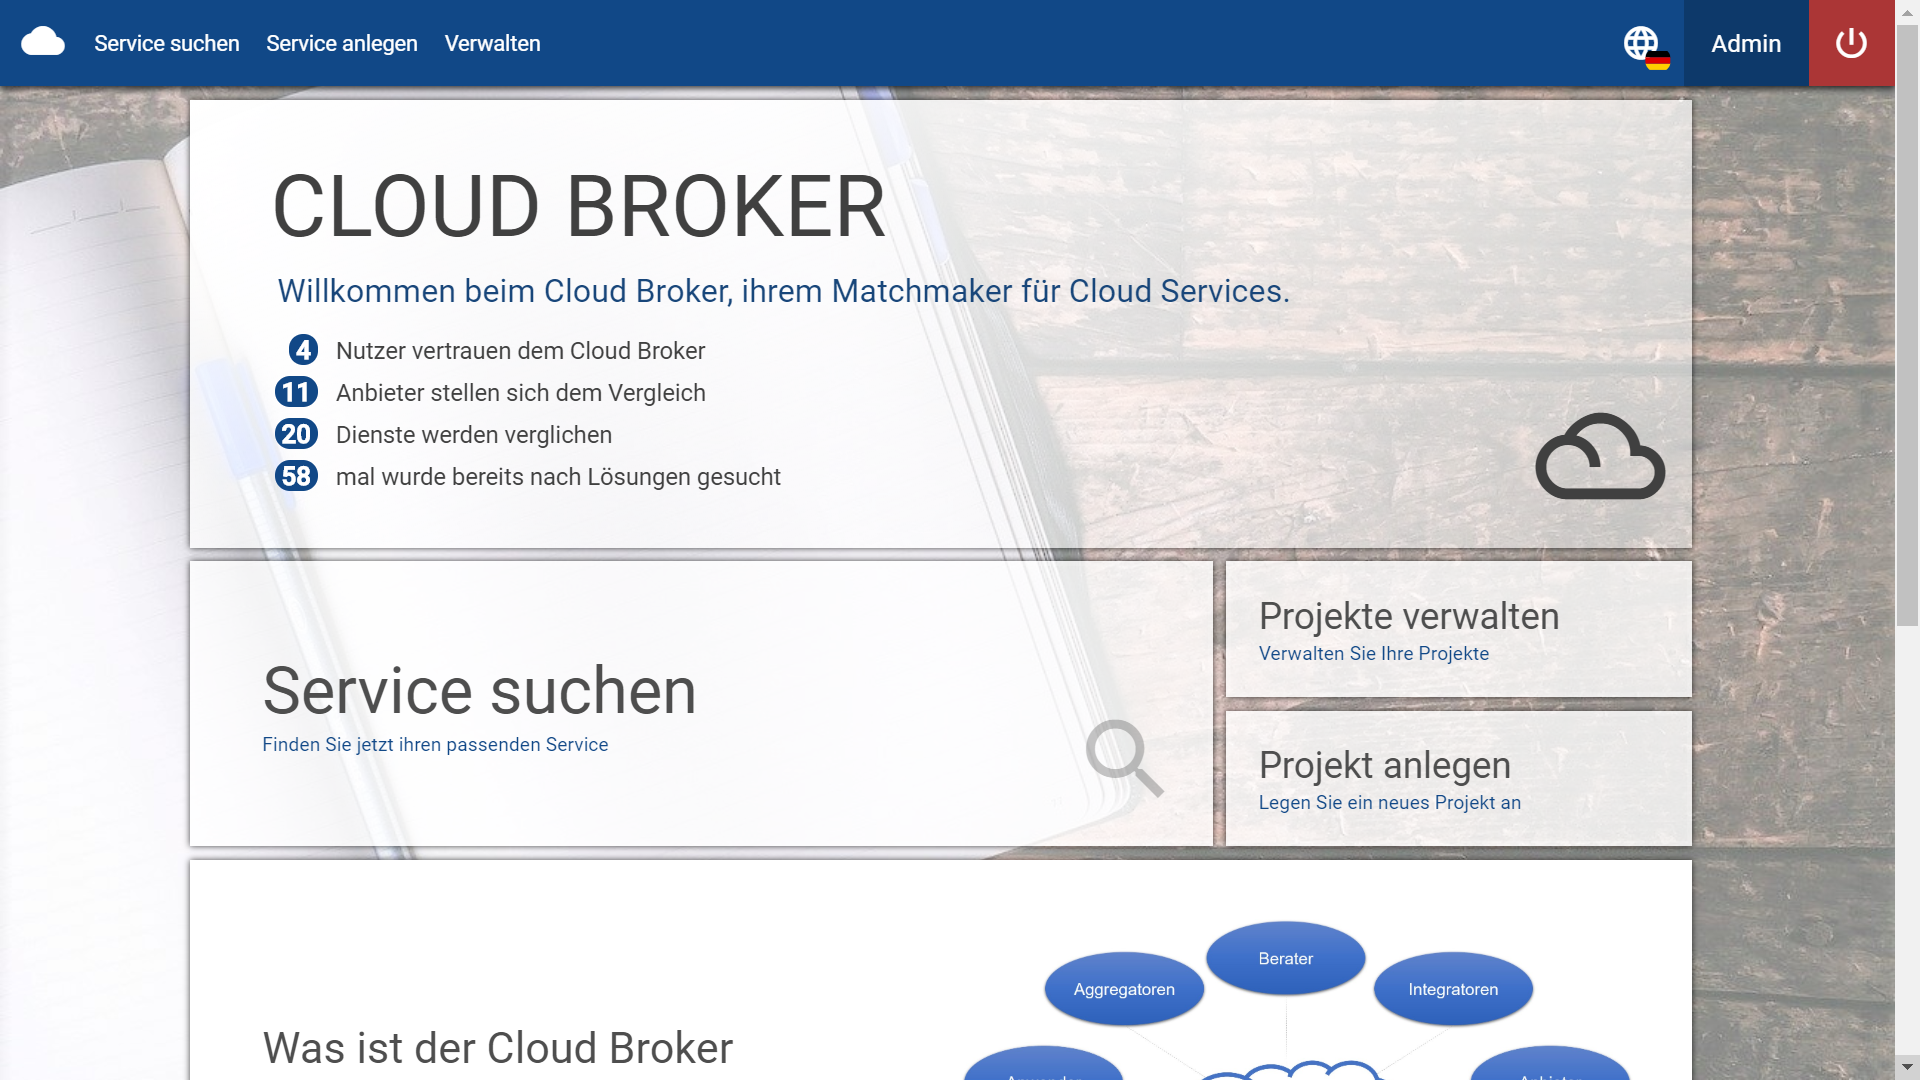 Service suchen Service anlegen Verwalten Admin
CLOUD BROKER
Willkommen beim Cloud Broker, ihrem Matchmaker für Cloud Services.
4 Nutzer vertrauen dem Cloud Broker
11 Anbieter stellen sich dem Vergleich
20 Dienste werden verglichen
58 mal wurde bereits nach Lösungen gesucht
Service suchen
Finden Sie jetzt ihren passenden Service
Projekte verwalten
Verwalten Sie Ihre Projekte
Projekt anlegen
Legen Sie ein neues Projekt an
Berater
Aggregatoren
Integratoren
Was ist der Cloud Broker